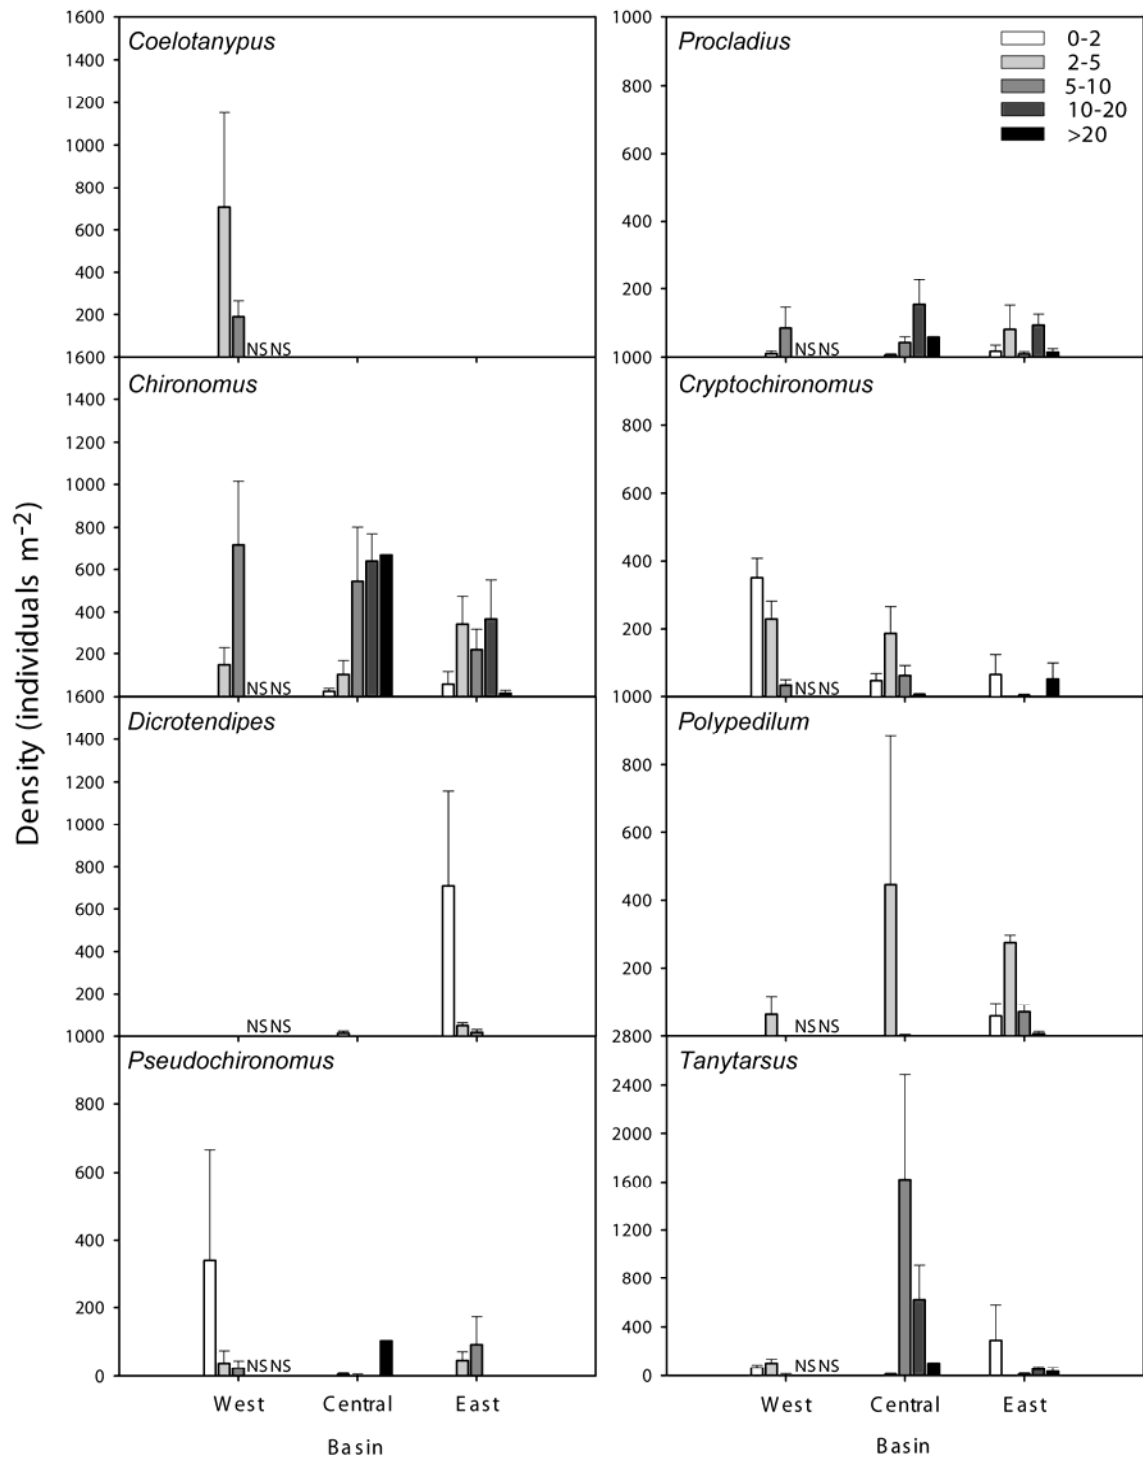 Density (individuals m-2)
Coelotanypus
1600
1400
1200
1000
800
600
400
200
NS NS
Procladius
1000
800
600
400
200
0-2
2-5
5-10
10-20
>20
NS NS
Chironomus
1600
1400
1200
1000
800
600
400
200
NS NS
Cryptochironomus
1000
800
600
400
200
NS NS
Dicrotendipes
1600
1400
1200
1000
800
600
400
200
NS NS
Polypedilum
1000
800
600
400
200
NS NS
Pseudochironomus
1000
800
600
400
200
0
NS NS
West Central East
Basin
Tanytarsus
2800
2400
2000
1600
1200
800
400
0
NS NS
West Central East
Basin